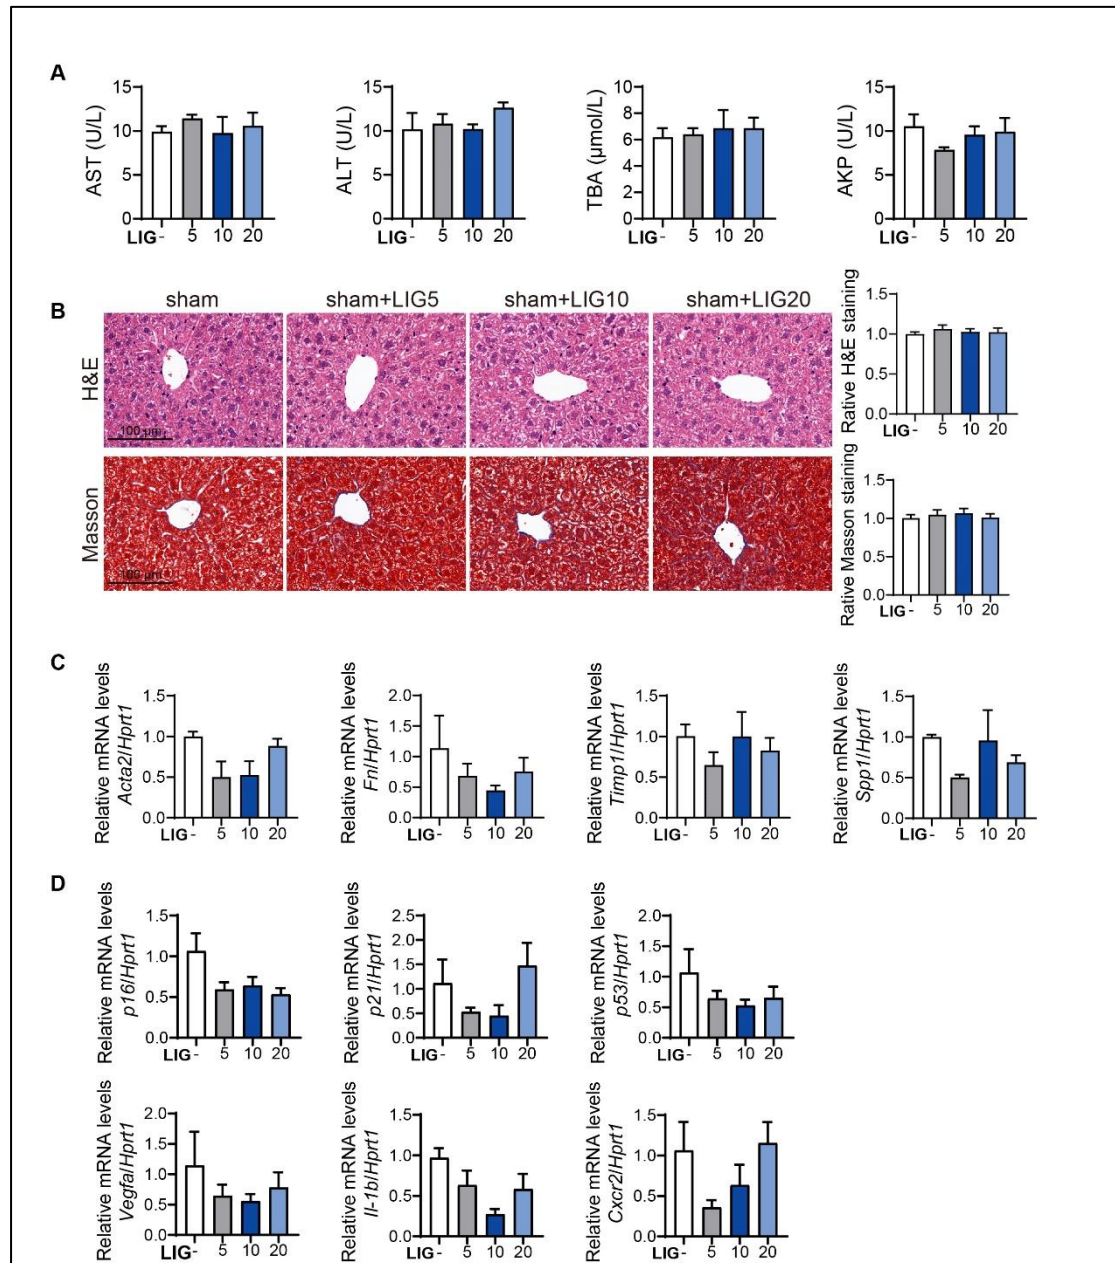 A
AST (U/L)
15
10
5
0
LIG- 5 10 20
ALT (U/L)
15
10
5
0
LIG- 5 10 20
TBA (μmol/L)
10
8
6
4
2
0
LIG- 5 10 20
AKP (U/L)
15
10
5
0
LIG- 5 10 20
B
sham sham+LIG5 sham+LIG10 sham+LIG20
H&E
100 μm
Rative H&E staining
1.5
1.0
0.5
0.0
LIG- 5 10 20
Masson
100 μm
Rative Masson staining
1.5
1.0
0.5
0.0
LIG- 5 10 20
C
Relative mRNA levels
Acta2/Hprt1
1.5
1.0
0.5
0.0
LIG- 5 10 20
Relative mRNA levels
Fn/Hprt1
2.0
1.5
1.0
0.5
0.0
LIG- 5 10 20
Relative mRNA levels
Timp1/Hprt1
1.5
1.0
0.5
0.0
LIG- 5 10 20
Relative mRNA levels
Spp1/Hprt1
1.5
1.0
0.5
0.0
LIG- 5 10 20
D
Relative mRNA levels
p16/Hprt1
1.5
1.0
0.5
0.0
LIG- 5 10 20
Relative mRNA levels
p21/Hprt1
2.5
2.0
1.5
1.0
0.5
0.0
LIG- 5 10 20
Relative mRNA levels
p53/Hprt1
2.0
1.5
1.0
0.5
0.0
LIG- 5 10 20
Relative mRNA levels
Vegfa/Hprt1
2.0
1.5
1.0
0.5
0.0
LIG- 5 10 20
Relative mRNA levels
Il-1b/Hprt1
1.5
1.0
0.5
0.0
LIG- 5 10 20
Relative mRNA levels
Cxcr2/Hprt1
1.5
1.0
0.5
0.0
LIG- 5 10 20